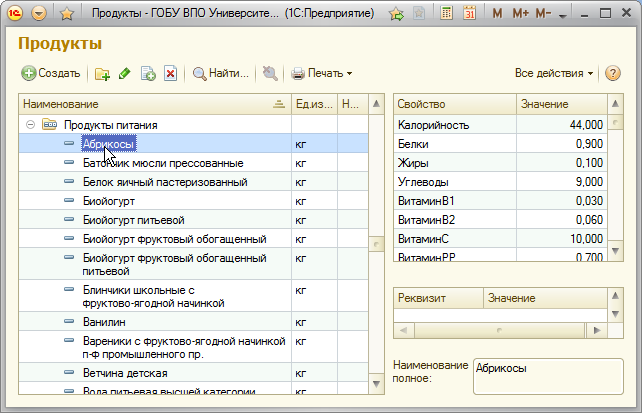 Продукты - ГОБУ ВПО Университе... (1С:Предприятие)
M M+ M-
Продукты
Создать Найти... Печать Все действия
Наименование Ед.из... Н...
Продукты питания
Абрикосы кг
Батончик мюсли прессованные кг
Белок яичный пастеризованный кг
Биойогурт кг
Биойогурт питьевой кг
Биойогурт фруктовый обогащенный кг
Биойогурт фруктовый обогащенный кг
питьевой
Блинчики школьные с кг
фруктово-ягодной начинкой
Ванилин кг
Вареники с фруктово-ягодной начинкой кг
п-ф промышленного пр.
Ветчина детская кг
Вода питьевая высшей категории кг
Свойство Значение
Калорийность 44,000
Белки 0,900
Жиры 0,100
Углеводы 9,000
ВитаминВ1 0,030
ВитаминВ2 0,060
ВитаминС 10,000
ВитаминРР 0,700
Реквизит Значение
Наименование Абрикосы
полное: